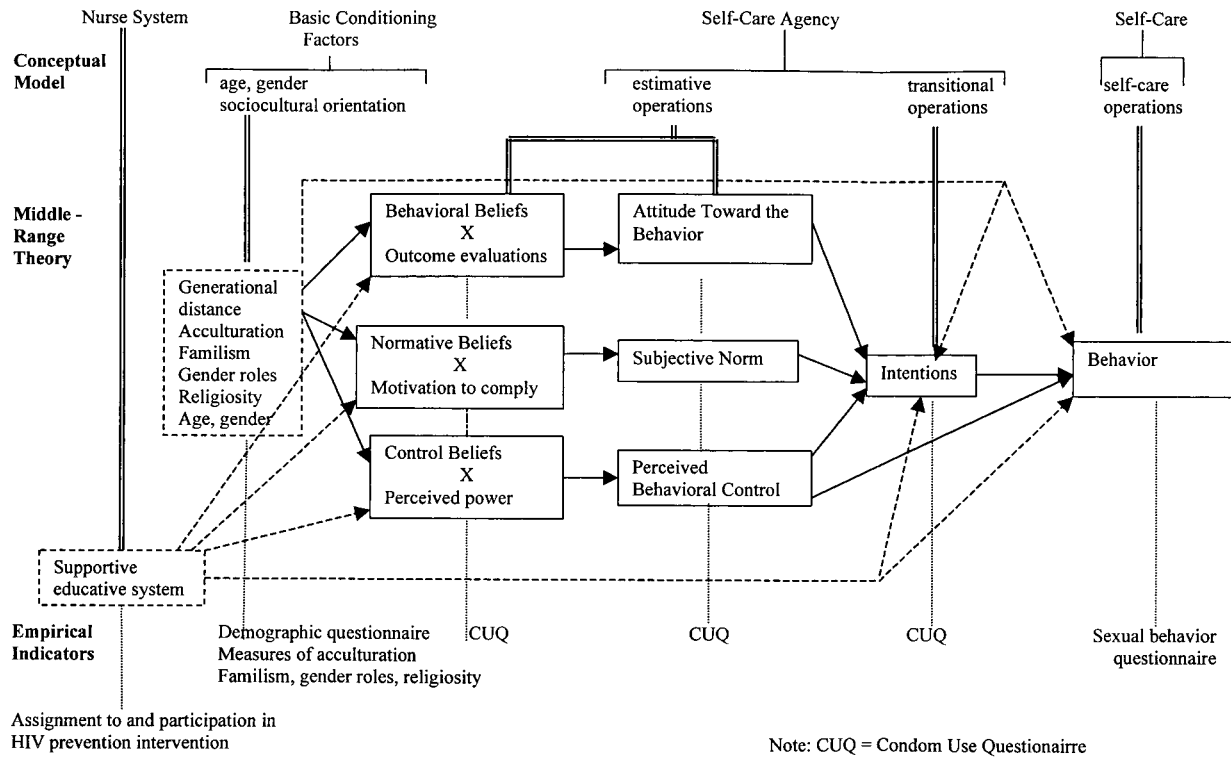 Nurse System
Basic Conditioning
Factors
Self-Care Agency
Self-Care
Conceptual
Model
age, gender
sociocultural orientation
estimative
operations
transitional
operations
self-care
operations
Middle -
Range
Theory
Behavioral Beliefs
X
Outcome evaluations
Attitude Toward the
Behavior
Generational
distance
Acculturation
Familism
Gender roles
Religiosity
Age, gender
Normative Beliefs
X
Motivation to comply
Subjective Norm
Intentions
Behavior
Control Beliefs
X
Perceived power
Perceived
Behavioral Control
Supportive
educative system
Empirical
Indicators
Demographic questionnaire
Measures of acculturation
Familism, gender roles, religiosity
CUQ
CUQ
CUQ
Sexual behavior
questionnaire
Assignment to and participation in
HIV prevention intervention
Note: CUQ = Condom Use Questionairre